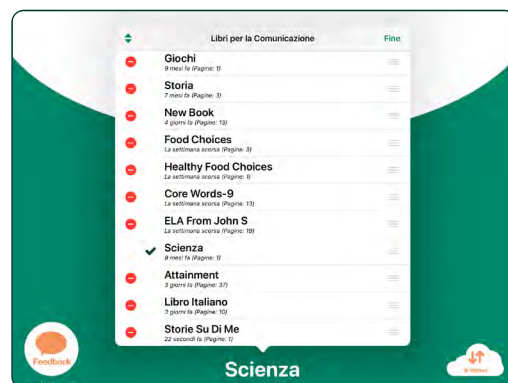 Libri per la Comunicazione
Fine
Giochi
9 mesi fa (Pagine: 1)
Storia
7 mesi fa (Pagine: 3)
New Book
4 giorni fa (Pagine: 13)
Food Choices
La settimana scorsa (Pagine: 3)
Healthy Food Choices
La settimana scorsa (Pagine: 1)
Core Words-9
La settimana scorsa (Pagine: 13)
ELA From John S
La settimana scorsa (Pagine: 19)
Scienza
9 mesi fa (Pagine: 1)
Attainment
3 giorni fa (Pagine: 37)
Libro Italiano
3 giorni fa (Pagine: 10)
Storie Su Di Me
22 secondi fa (Pagine: 1)
Feedback
Scienza